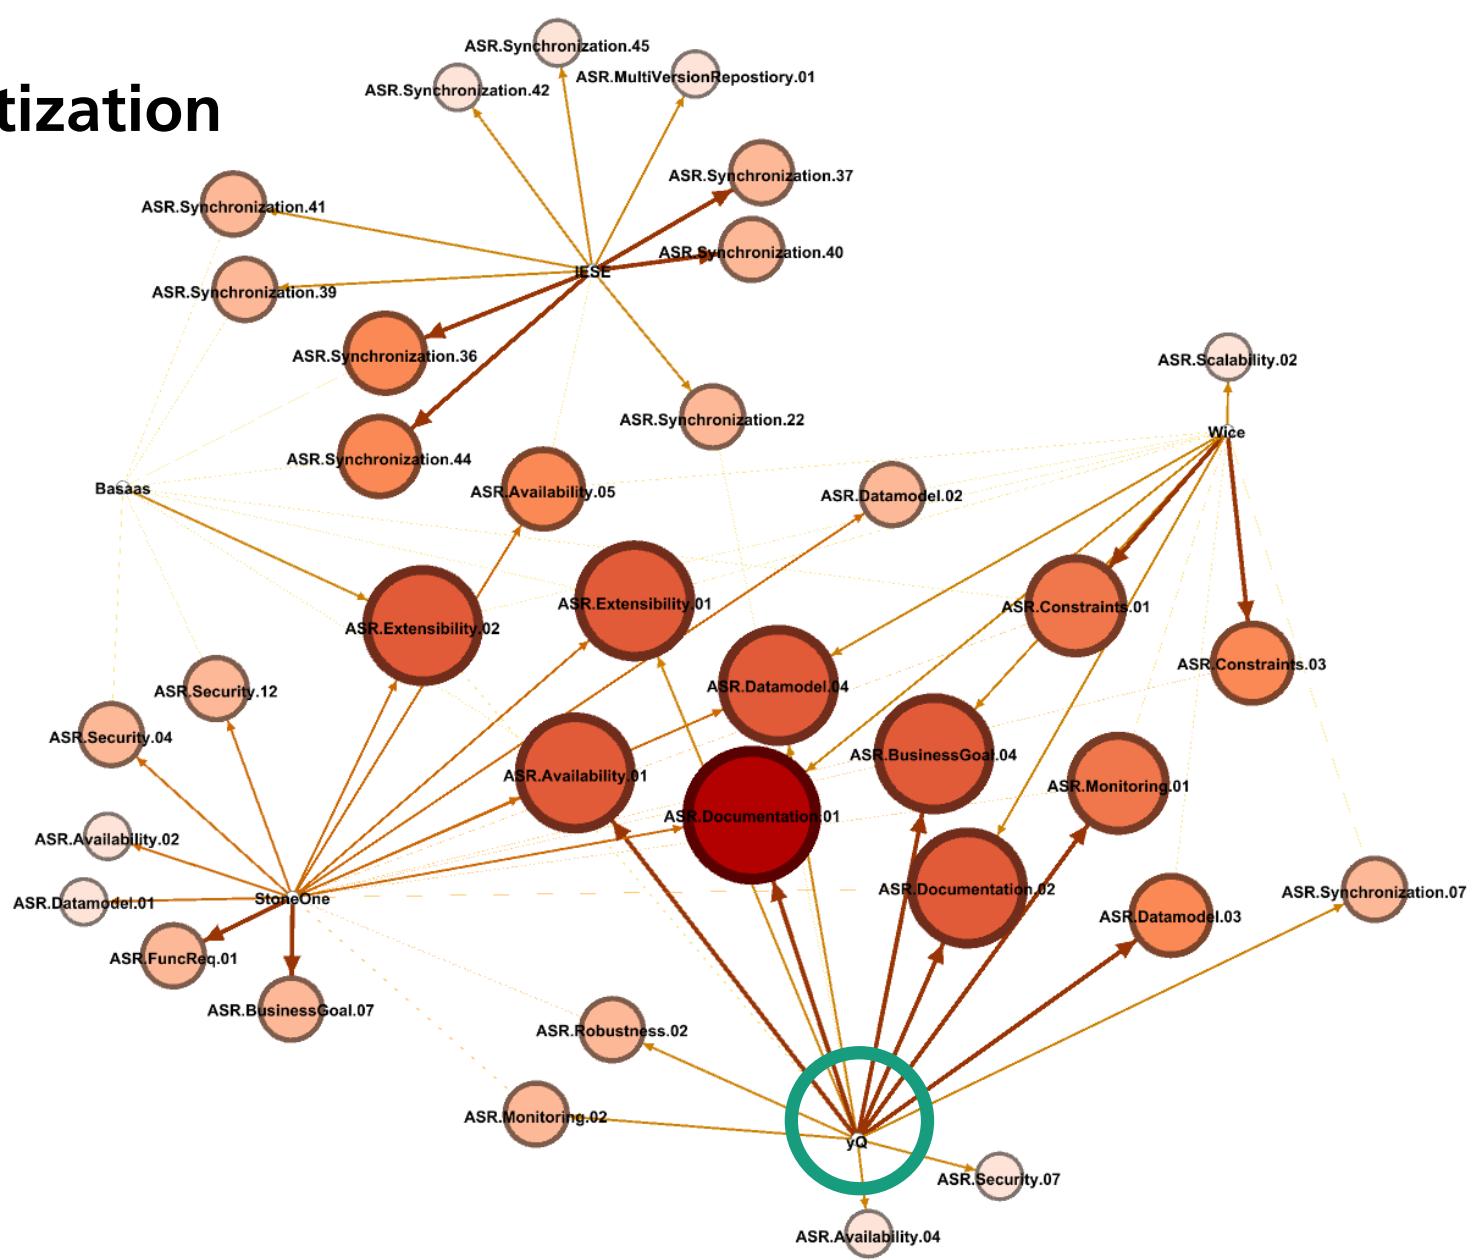 tization
ASR.Synchronization.45
ASR.MultiVersionRepostiory.01
ASR.Synchronization.42
ASR.Synchronization.37
ASR.Synchronization.41
ASR.Synchronization.40
IESE
ASR.Synchronization.39
ASR.Synchronization.36
ASR.Scalability.02
ASR.Synchronization.22
Wice
ASR.Synchronization.44
Basaas
ASR.Availability.05
ASR.Datamodel.02
ASR.Extensibility.01
ASR.Constraints.01
ASR.Extensibility.02
ASR.Constraints.03
ASR.Datamodel.04
ASR.Security.12
ASR.Security.04
ASR.BusinessGoal.04
ASR.Availability.01
ASR.Monitoring.01
ASR.Documentation.01
ASR.Availability.02
ASR.Documentation.02
ASR.Synchronization.07
StoneOne
ASR.Datamodel.01
ASR.Datamodel.03
ASR.FuncReq.01
ASR.BusinessGoal.07
ASR.Robustness.02
ASR.Monitoring.02
yQ
ASR.Security.07
ASR.Availability.04